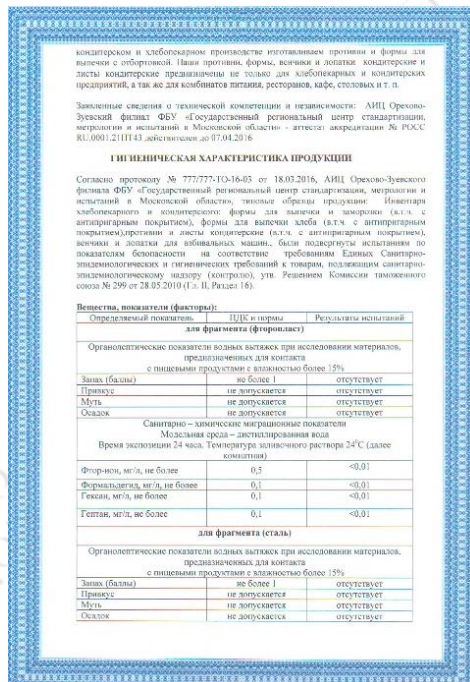 кондитерском и хлебопекарном производстве изготавливаем противни и формы для
выпечки с отбортовкой. Наши противни, формы, венчики и лопатки кондитерские и
листы кондитерские предназначены не только для хлебопекарных и кондитерских
предприятий, а так же для комбинатов питания, ресторанов, кафе, столовых и т. п.
Заявленные сведения о технической компетенции и независимости: АИЦ Орехово-
Зуевский филиал ФБУ «Государственный региональный центр стандартизации,
метрологии и испытаний в Московской области» - аттестат аккредитации № РОСС
RU.0001.21ПТ43 действителен до 07.04.2016
ГИГИЕНИЧЕСКАЯ ХАРАКТЕРИСТИКА ПРОДУКЦИИ
Согласно протоколу № 777/777-ТО-16-03 от 18.03.2016, АИЦ Орехово-Зуевского
филиала ФБУ «Государственный региональный центр стандартизации, метрологии и
испытаний в Московской области», типовые образцы продукции: Инвентарь
хлебопекарного и кондитерского: формы для выпечки и заморозки (в.т.ч. с
антипригарным покрытием), формы для выпечки хлеба (в.т.ч. с антипригарным
покрытием),противни и листы кондитерские (в.т.ч. с антипригарным покрытием),
венчики и лопатки для взбивальных машин., были подвергнуты испытаниям по
показателям безопасности на соответствие требованиям Единых Санитарно-
эпидемиологических и гигиенических требований к товарам, подлежащим санитарно-
эпидемиологическому надзору (контролю), утв. Решением Комиссии таможенного
союза № 299 от 28.05.2010 (Гл. II, Раздел 16).
Вещества, показатели (факторы):
Определяемый показатель ПДК и нормы Результаты испытаний
для фрагмента (фторопласт)
Органолептические показатели водных вытяжек при исследовании материалов,
предназначенных для контакта
с пищевыми продуктами с влажностью более 15%
Запах (баллы) не более 1 отсутствует
Привкус не допускается отсутствует
Муть не допускается отсутствует
Осадок не допускается отсутствует
Санитарно – химические миграционные показатели
Модельная среда – дистиллированная вода
Время экспозиции 24 часа. Температура заливочного раствора 24°С (далее
комнатная)
Фтор-ион, мг/л, не более 0,5 <0,01
Формальдегид, мг/л, не более 0,1 <0,01
Гексан, мг/л, не более 0,1 <0,01
Гептан, мг/л, не более 0,1 <0,01
для фрагмента (сталь)
Органолептические показатели водных вытяжек при исследовании материалов,
предназначенных для контакта
с пищевыми продуктами с влажностью более 15%
Запах (баллы) не более 1 отсутствует
Привкус не допускается отсутствует
Муть не допускается отсутствует
Осадок не допускается отсутствует